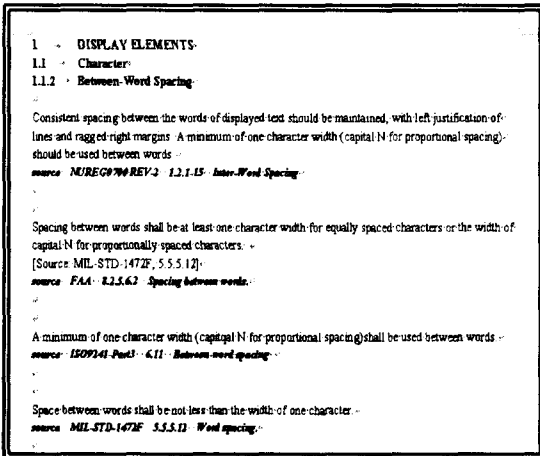 1 DISPLAY ELEMENTS
1.1 Character
1.1.2 Between-Word Spacing
Consistent spacing between the words of displayed text should be maintained, with left justification of
lines and ragged right margins A minimum of one character width (capital N for proportional spacing)
should be used between words
source NUREG0700 REV-2 1.2.1-15 Inter-Word Spacing
Spacing between words shall be at least one character width for equally spaced characters or the width of
capital N for proportionally spaced characters.
[Source: MIL-STD-1472F, 5.5.5.12]
source FAA 8.2.5.6.2 Spacing between words.
A minimum of one character width (capitqal N for proportional spacing)shall be used between words
source ISO9241-Part3 6.11 Between-word spacing
Space between words shall be not less than the width of one character.
source MIL-STD-1472F 5.5.5.12 Word spacing.